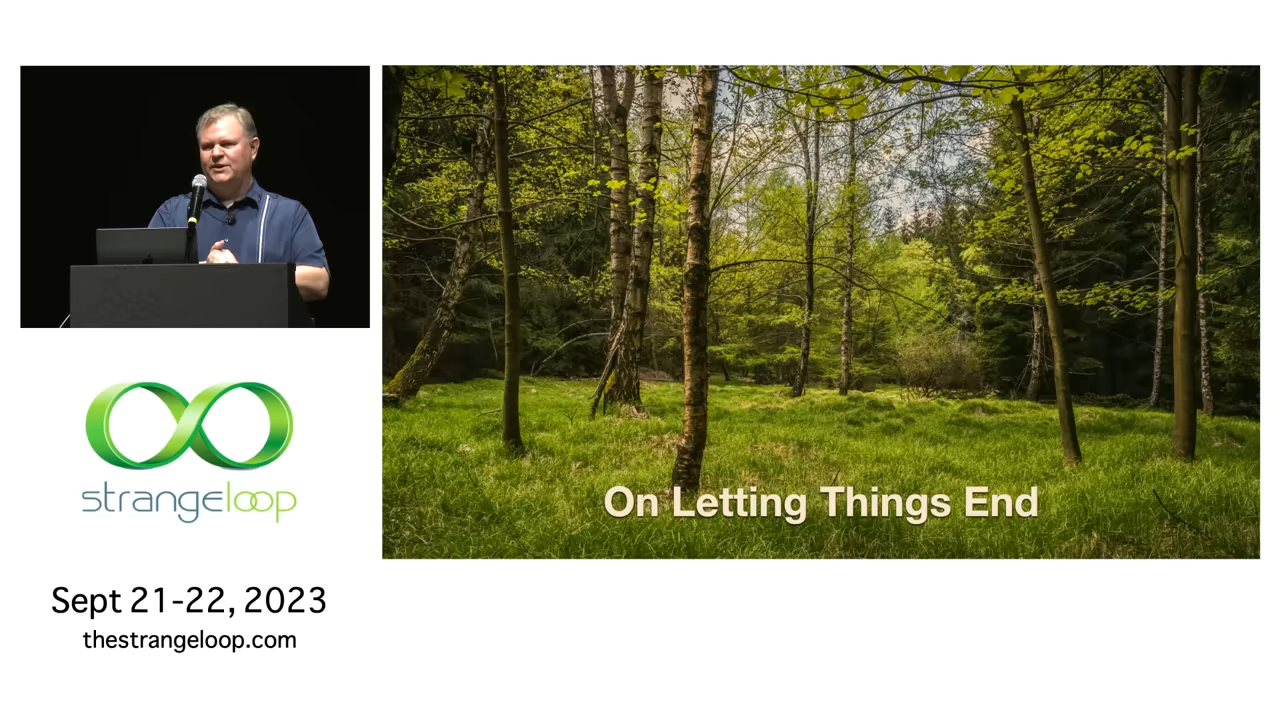 strangeloop
Sept 21-22, 2023
thestrangeloop.com
On Letting Things End